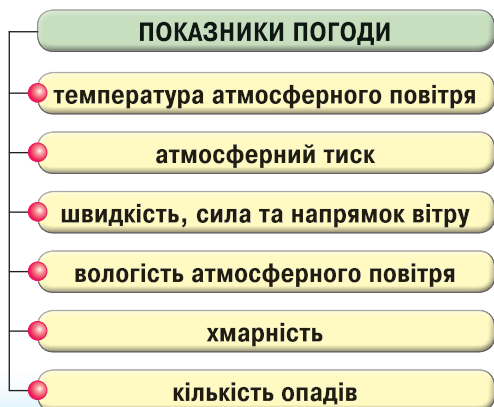 ПОКАЗНИКИ ПОГОДИ
температура атмосферного повітря
атмосферний тиск
швидкість, сила та напрямок вітру
вологість атмосферного повітря
хмарність
кількість опадів